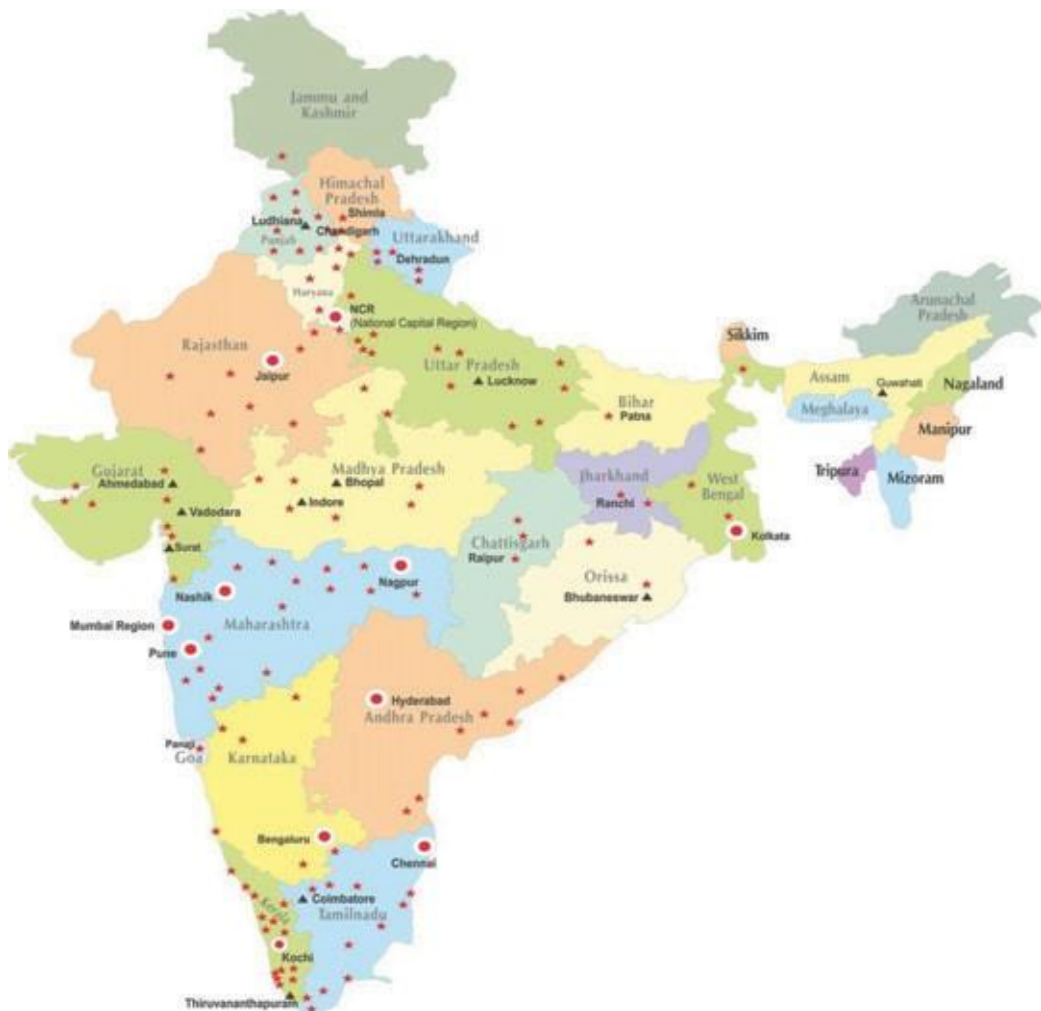 Jammu and
Kashmir
Himachal
Pradesh
Shimla
Ludhiana
Chandigarh
Punjab
Uttarakhand
Dehradun
Haryana
NCR
(National Capital Region)
Arunachal
Pradesh
Sikkim
Rajasthan
Jaipur
Uttar Pradesh
Lucknow
Assam
Guwahati
Nagaland
Bihar
Patna
Meghalaya
Manipur
Gujarat
Ahmedabad
Madhya Pradesh
Bhopal
Jharkhand
Ranchi
West
Bengal
Tripura
Mizoram
Vadodara
Indore
Kolkata
Surat
Chattisgarh
Raipur
Orissa
Bhubaneswar
Nagpur
Nashik
Mumbai Region
Maharashtra
Pune
Hyderabad
Andhra Pradesh
Panaji
Goa
Karnataka
Bengaluru
Chennai
Coimbatore
Tamilnadu
Kerala
Kochi
Thiruvananthapuram